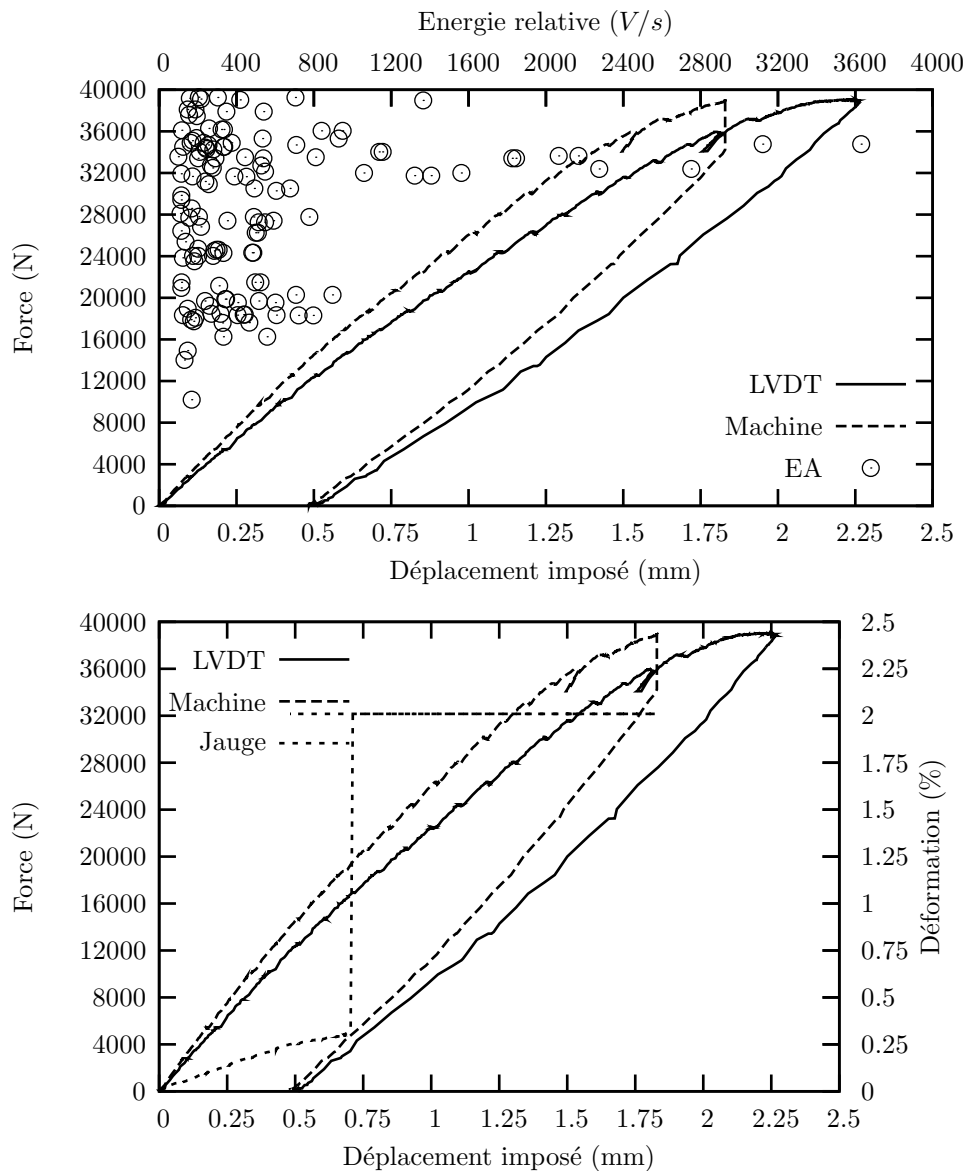 Energie relative (V/s)
0 400 800 1200 1600 2000 2400 2800 3200 3600 4000
40000
36000
32000
28000
24000
20000
16000
12000
8000
4000
0
Force (N)
LVDT
Machine
EA
0 0.25 0.5 0.75 1 1.25 1.5 1.75 2 2.25 2.5
Déplacement imposé (mm)
40000
36000
32000
28000
24000
20000
16000
12000
8000
4000
0
Force (N)
LVDT
Machine
Jauge
2.5
2.25
2
1.75
1.5
1.25
1
0.75
0.5
0.25
0
Déformation (%)
0 0.25 0.5 0.75 1 1.25 1.5 1.75 2 2.25 2.5
Déplacement imposé (mm)